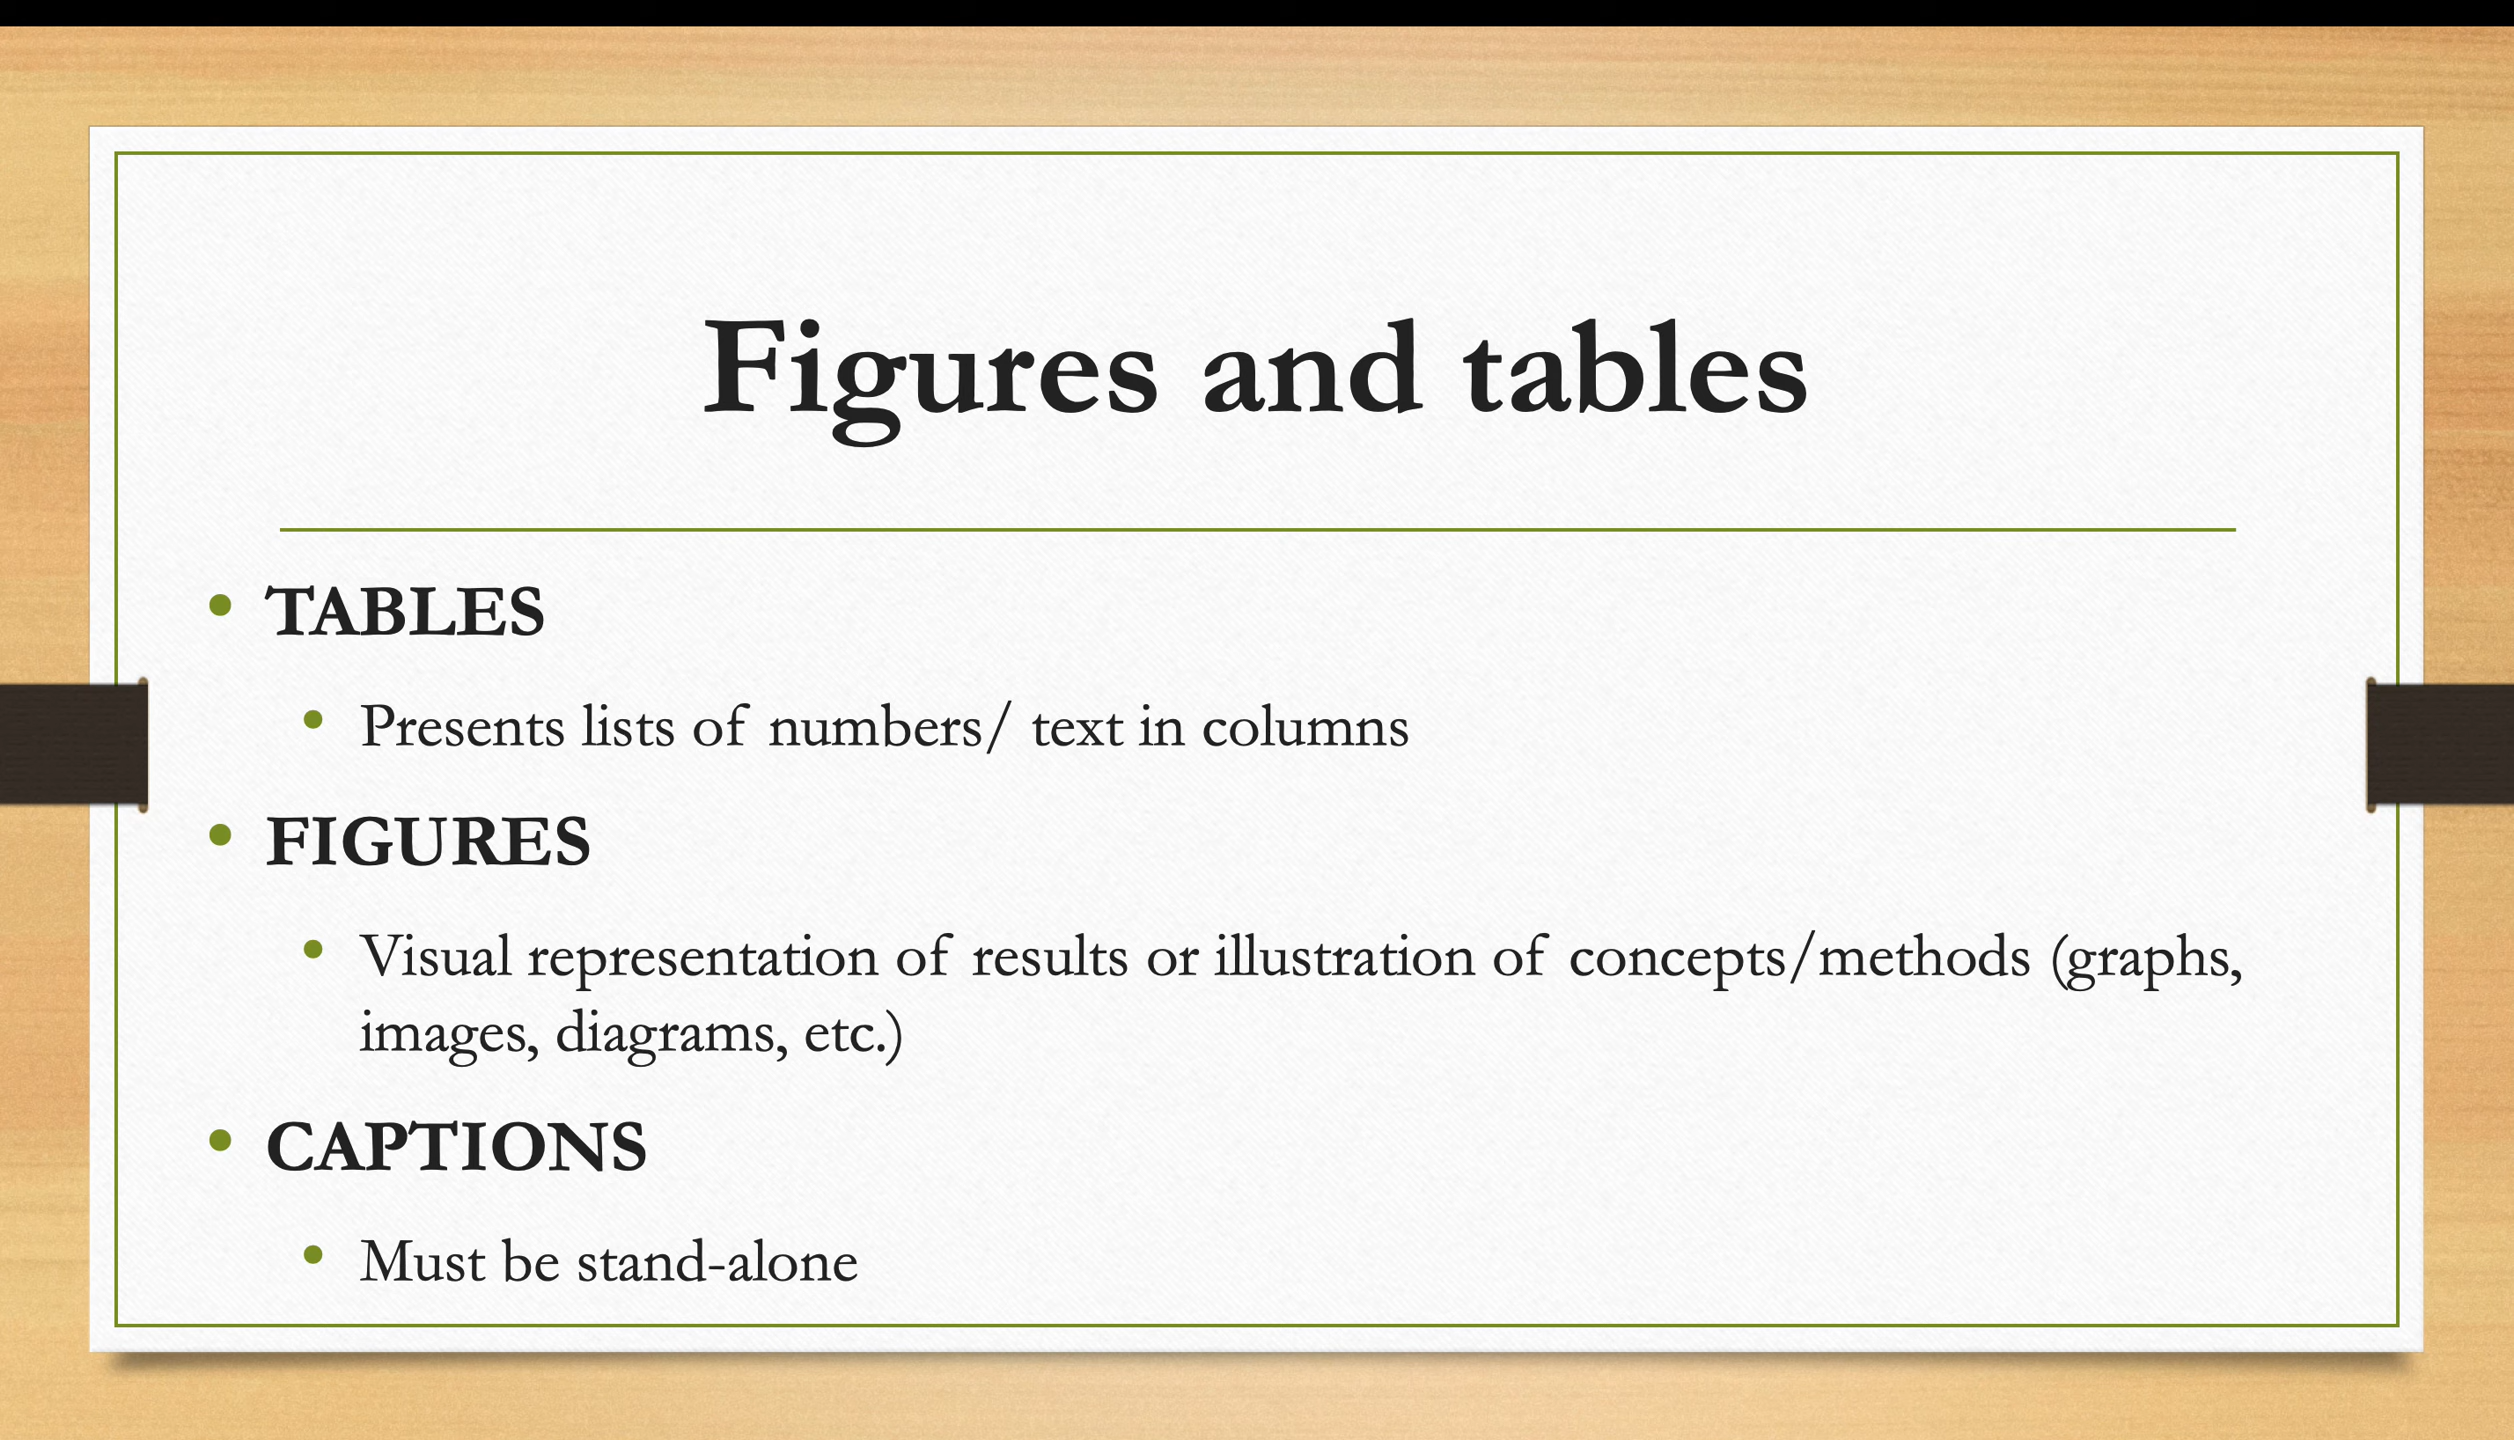 Figures and tables
• TABLES
• Presents lists of numbers/ text in columns
• FIGURES
• Visual representation of results or illustration of concepts/methods (graphs,
images, diagrams, etc.)
• CAPTIONS
• Must be stand-alone